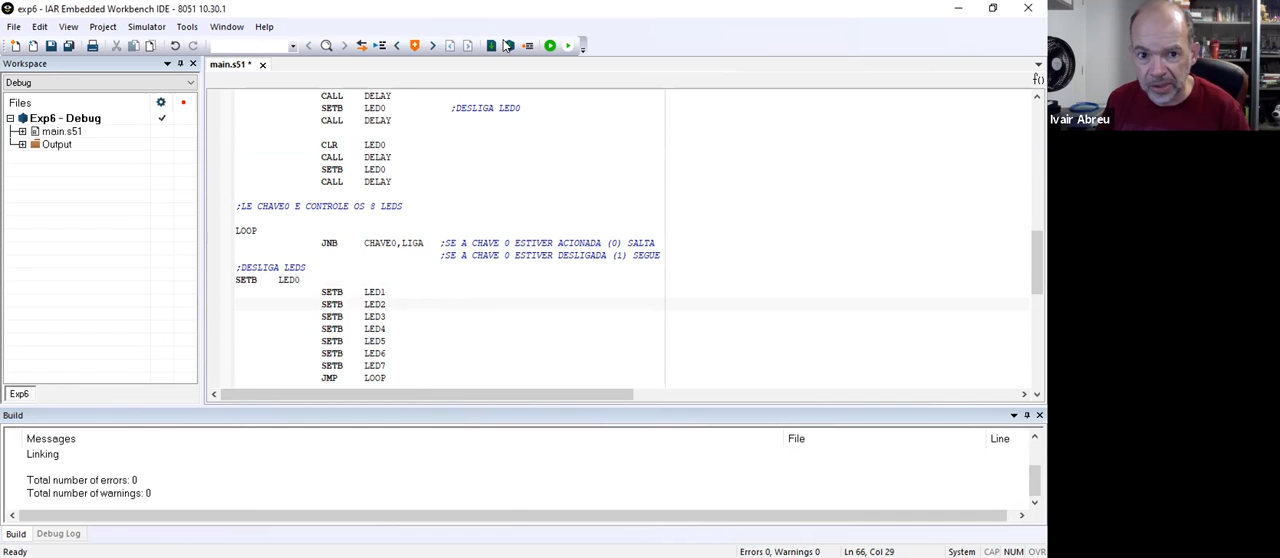 exp6 - IAR Embedded Workbench IDE - 8051 10.30.1
File Edit View Project Simulator Tools Window Help
Workspace
main.s51 *
Debug
Files
Exp6 - Debug
main.s51
Output
Exp6
f()
CALL DELAY
SETB LED0 ;DESLIGA LED0
CALL DELAY
CLR LED0
CALL DELAY
SETB LED0
CALL DELAY
;LE CHAVE0 E CONTROLE OS 8 LEDS
LOOP
JNB CHAVE0,LIGA ;SE A CHAVE 0 ESTIVER ACIONADA (0) SALTA
;SE A CHAVE 0 ESTIVER DESLIGADA (1) SEGUE
;DESLIGA LEDS
SETB LED0
SETB LED1
SETB LED2
SETB LED3
SETB LED4
SETB LED5
SETB LED6
SETB LED7
JMP LOOP
Build
Messages File Line
Linking
Total number of errors: 0
Total number of warnings: 0
Build Debug Log
Ready Errors 0, Warnings 0 Ln 66, Col 29 System CAP NUM OVR
Ivair Abreu